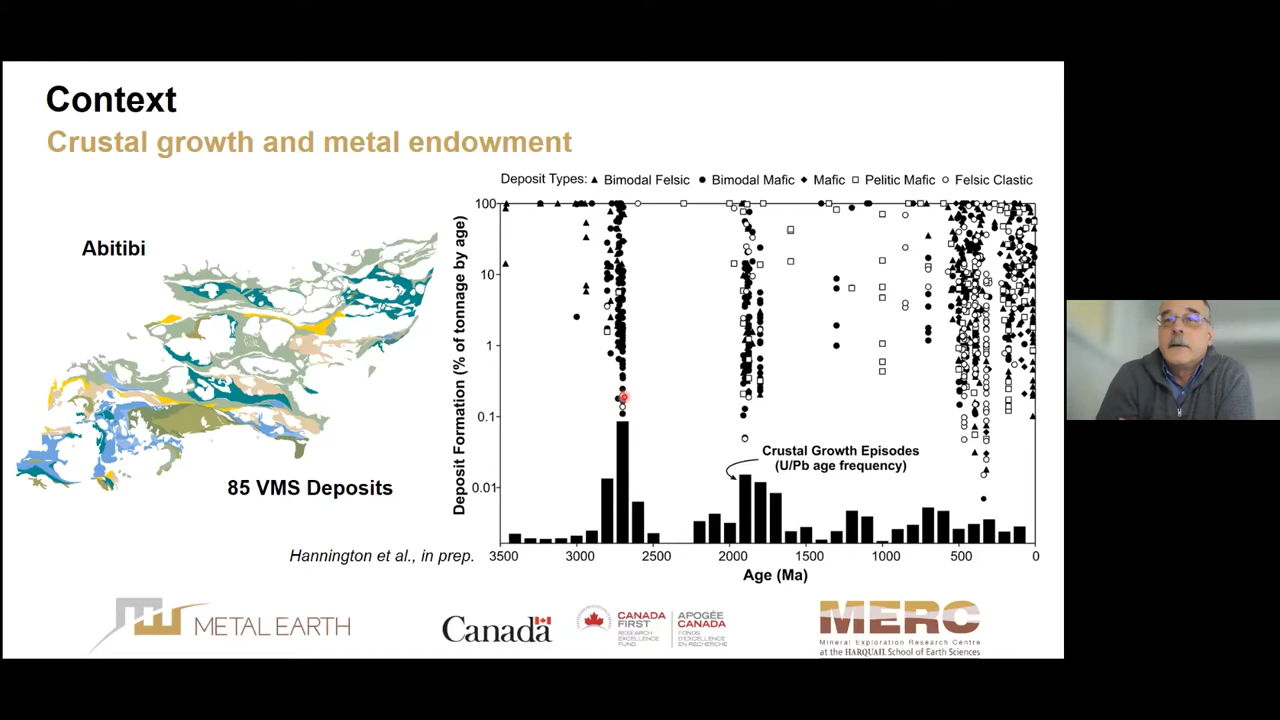 Context
Crustal growth and metal endowment
Abitibi
85 VMS Deposits
Hannington et al., in prep.
Deposit Types: ▲ Bimodal Felsic ● Bimodal Mafic ◆ Mafic □ Pelitic Mafic ○ Felsic Clastic
Deposit Formation (% of tonnage by age)
100
10
1
0.1
0.01
Crustal Growth Episodes
(U/Pb age frequency)
3500 3000 2500 2000 1500 1000 500 0
Age (Ma)
METAL EARTH
Canada
CANADA FIRST
RESEARCH
EXCELLENCE
FUND
APOGÉE CANADA
FONDS
D'EXCELLENCE
EN RECHERCHE
MERC
Mineral Exploration Research Centre
at the HARQUAIL School of Earth Sciences